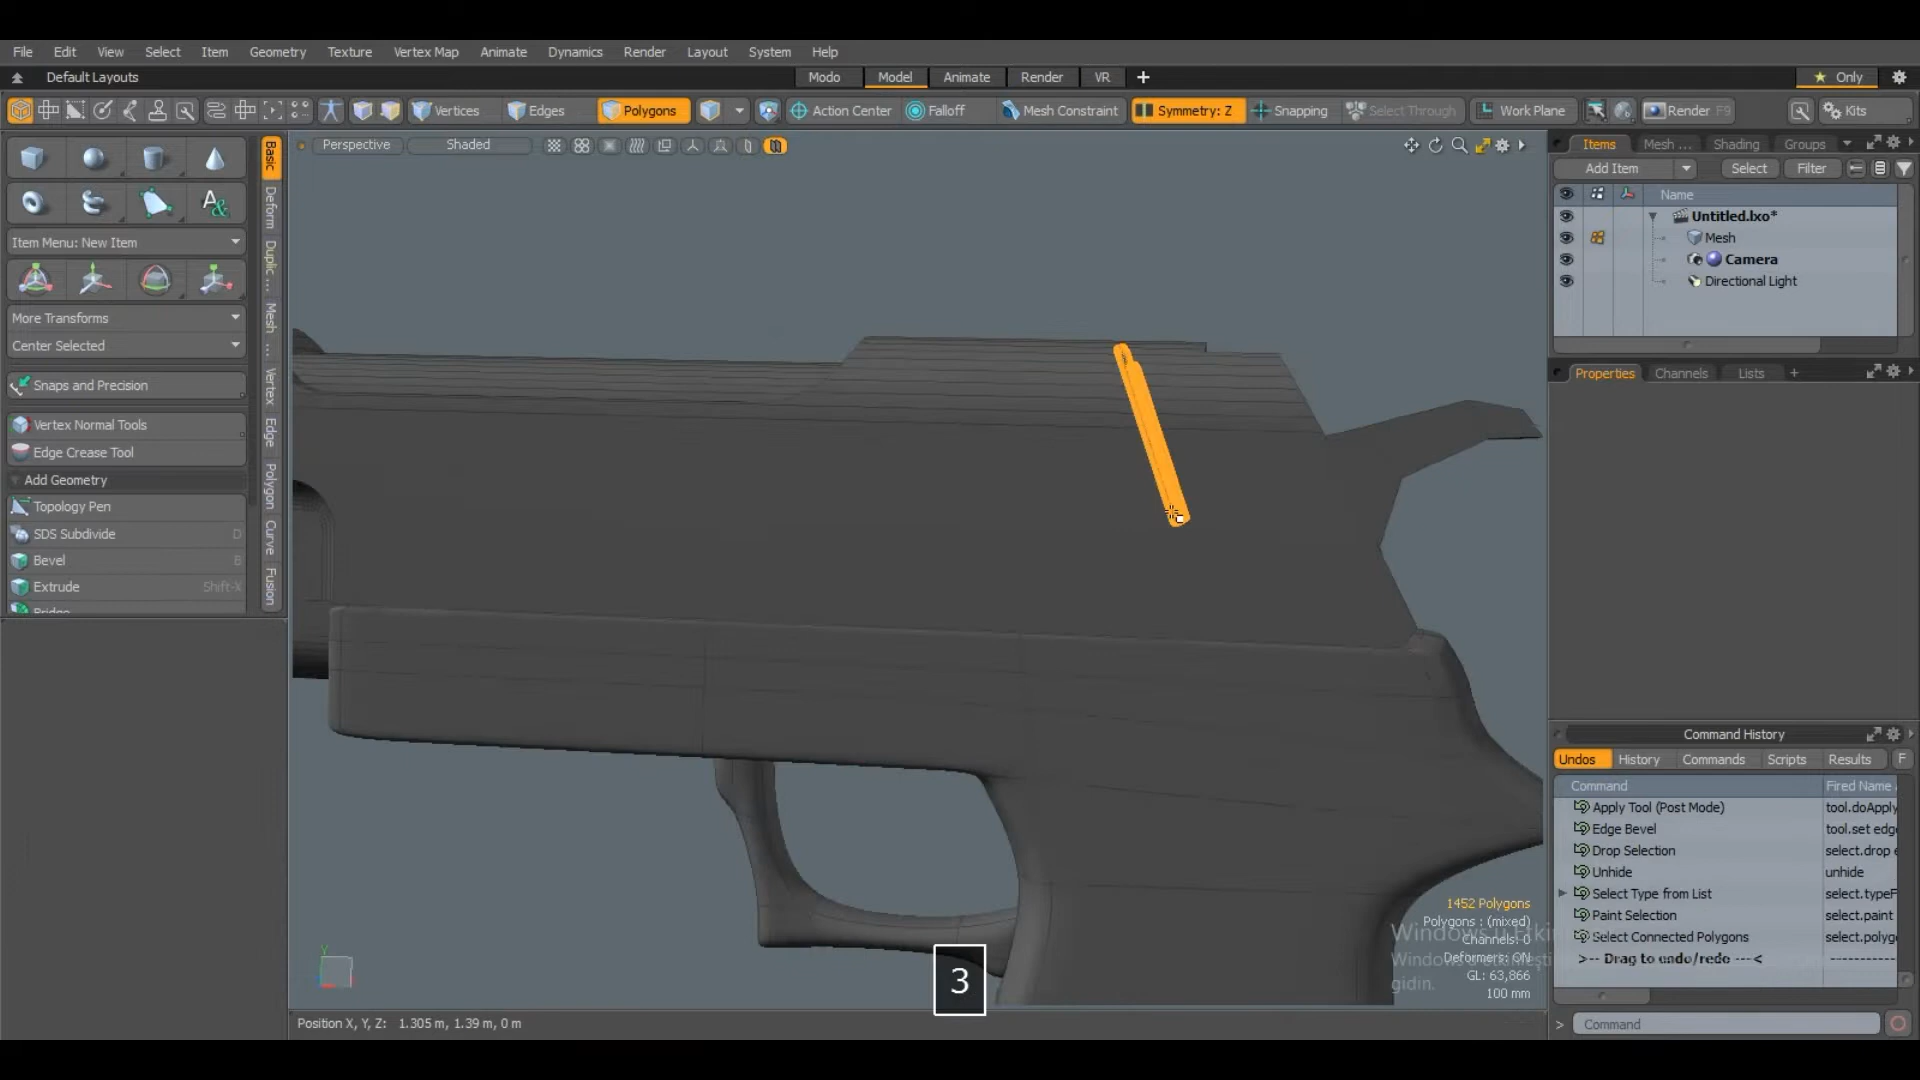 File Edit View Select Item Geometry Texture Vertex Map Animate Dynamics Render Layout System Help
Default Layouts Modo Model Animate Render VR + Only
Vertices Edges Polygons Action Center Falloff Mesh Constraint Symmetry: Z Snapping Select Through Work Plane Render F9 Kits
Perspective Shaded
Item Menu: New Item
More Transforms
Center Selected
Snaps and Precision
Vertex Normal Tools
Edge Crease Tool
Add Geometry
Topology Pen
SDS Subdivide D
Bevel B
Extrude Shift-X
Bridge
Basic
Deform
Duplic ...
Mesh ...
Vertex
Edge
Polygon
Curve
Fusion
Items Mesh ... Shading Groups
Add Item Select Filter
Name
Untitled.lxo*
Mesh
Camera
Directional Light
Properties Channels Lists +
Command History
Undos History Commands Scripts Results F
Command Fired Name
Apply Tool (Post Mode) tool.doApply
Edge Bevel tool.set edg
Drop Selection select.drop e
Unhide unhide
Select Type from List select.typeF
Paint Selection select.paint
Select Connected Polygons select.polyg
>-- Drag to undo/redo ---<
> Command
1452 Polygons
Polygons : (mixed)
Channels: 0
Deformers: ON
GL: 63,866
100 mm
gidin.
Y
3
Position X, Y, Z: 1.305 m, 1.39 m, 0 m